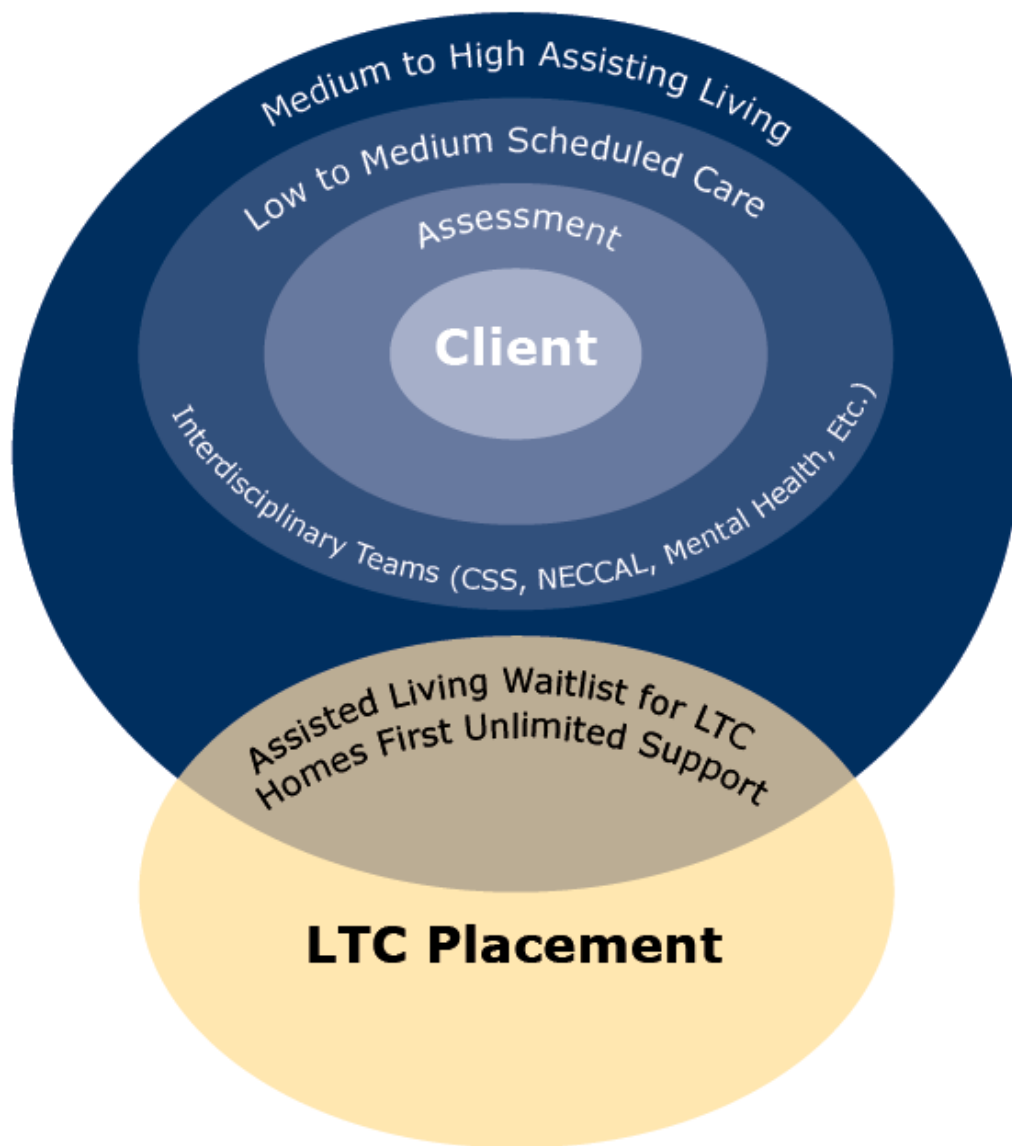 Medium to High Assisting Living
Low to Medium Scheduled Care
Assessment
Client
Interdisciplinary Teams (CSS, NECCAL, Mental Health, Etc.)
Assisted Living Waitlist for LTC
Homes First Unlimited Support
LTC Placement